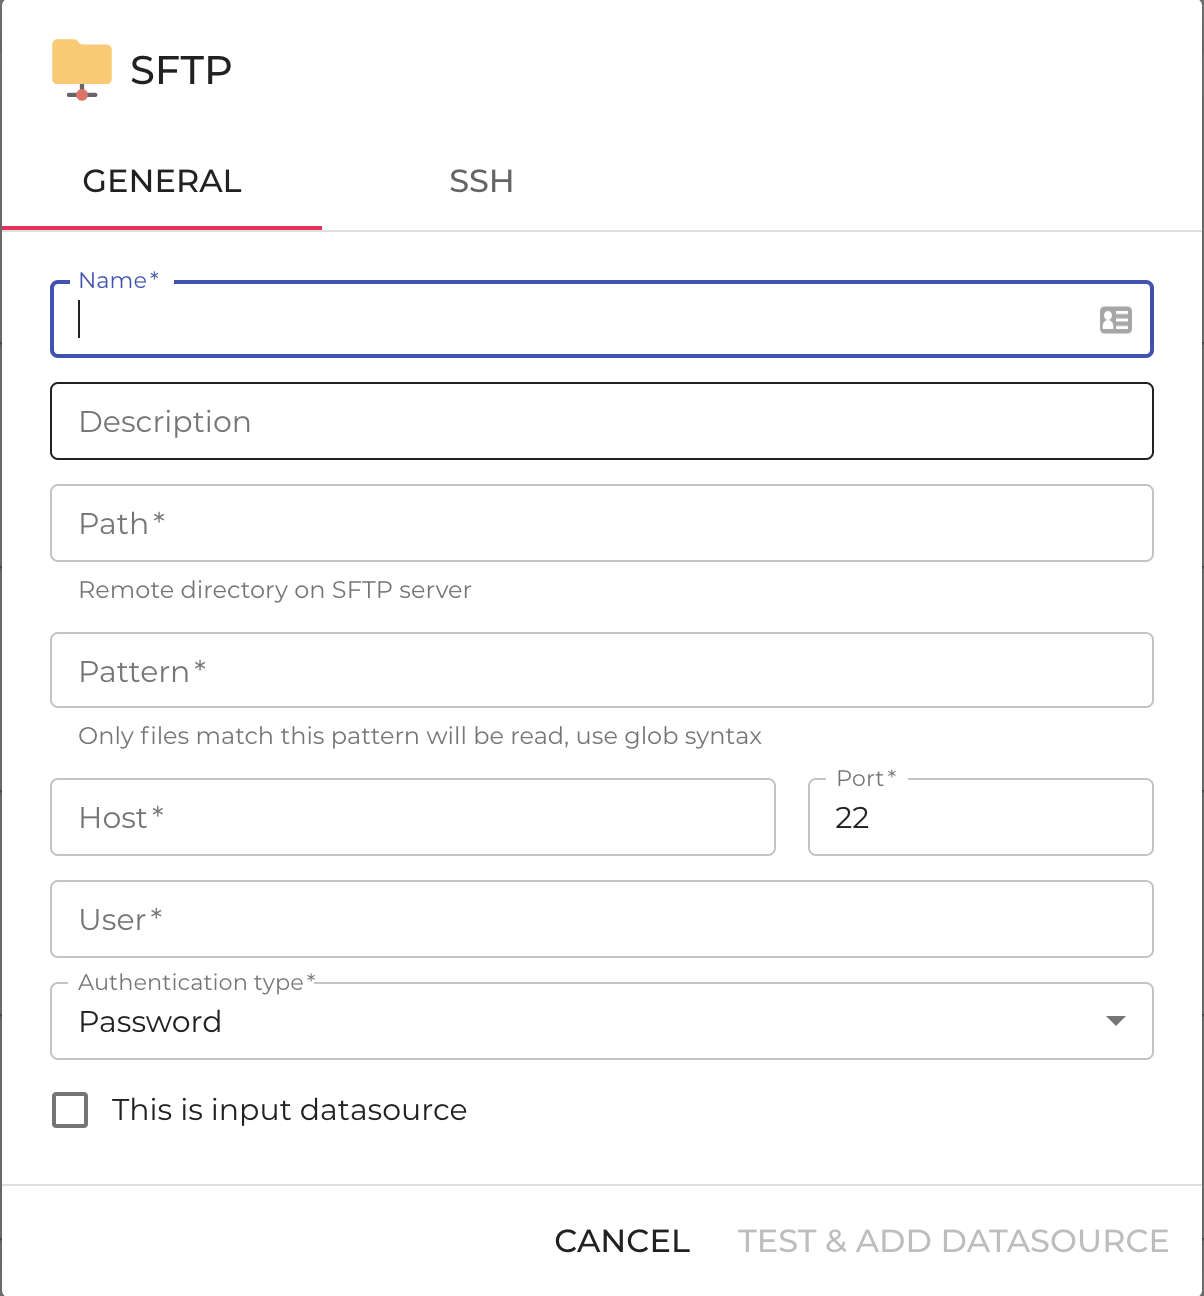 SFTP
GENERAL SSH
Name*
Description
Path*
Remote directory on SFTP server
Pattern*
Only files match this pattern will be read, use glob syntax
Host* Port*
22
User*
Authentication type*
Password
This is input datasource
CANCEL TEST & ADD DATASOURCE